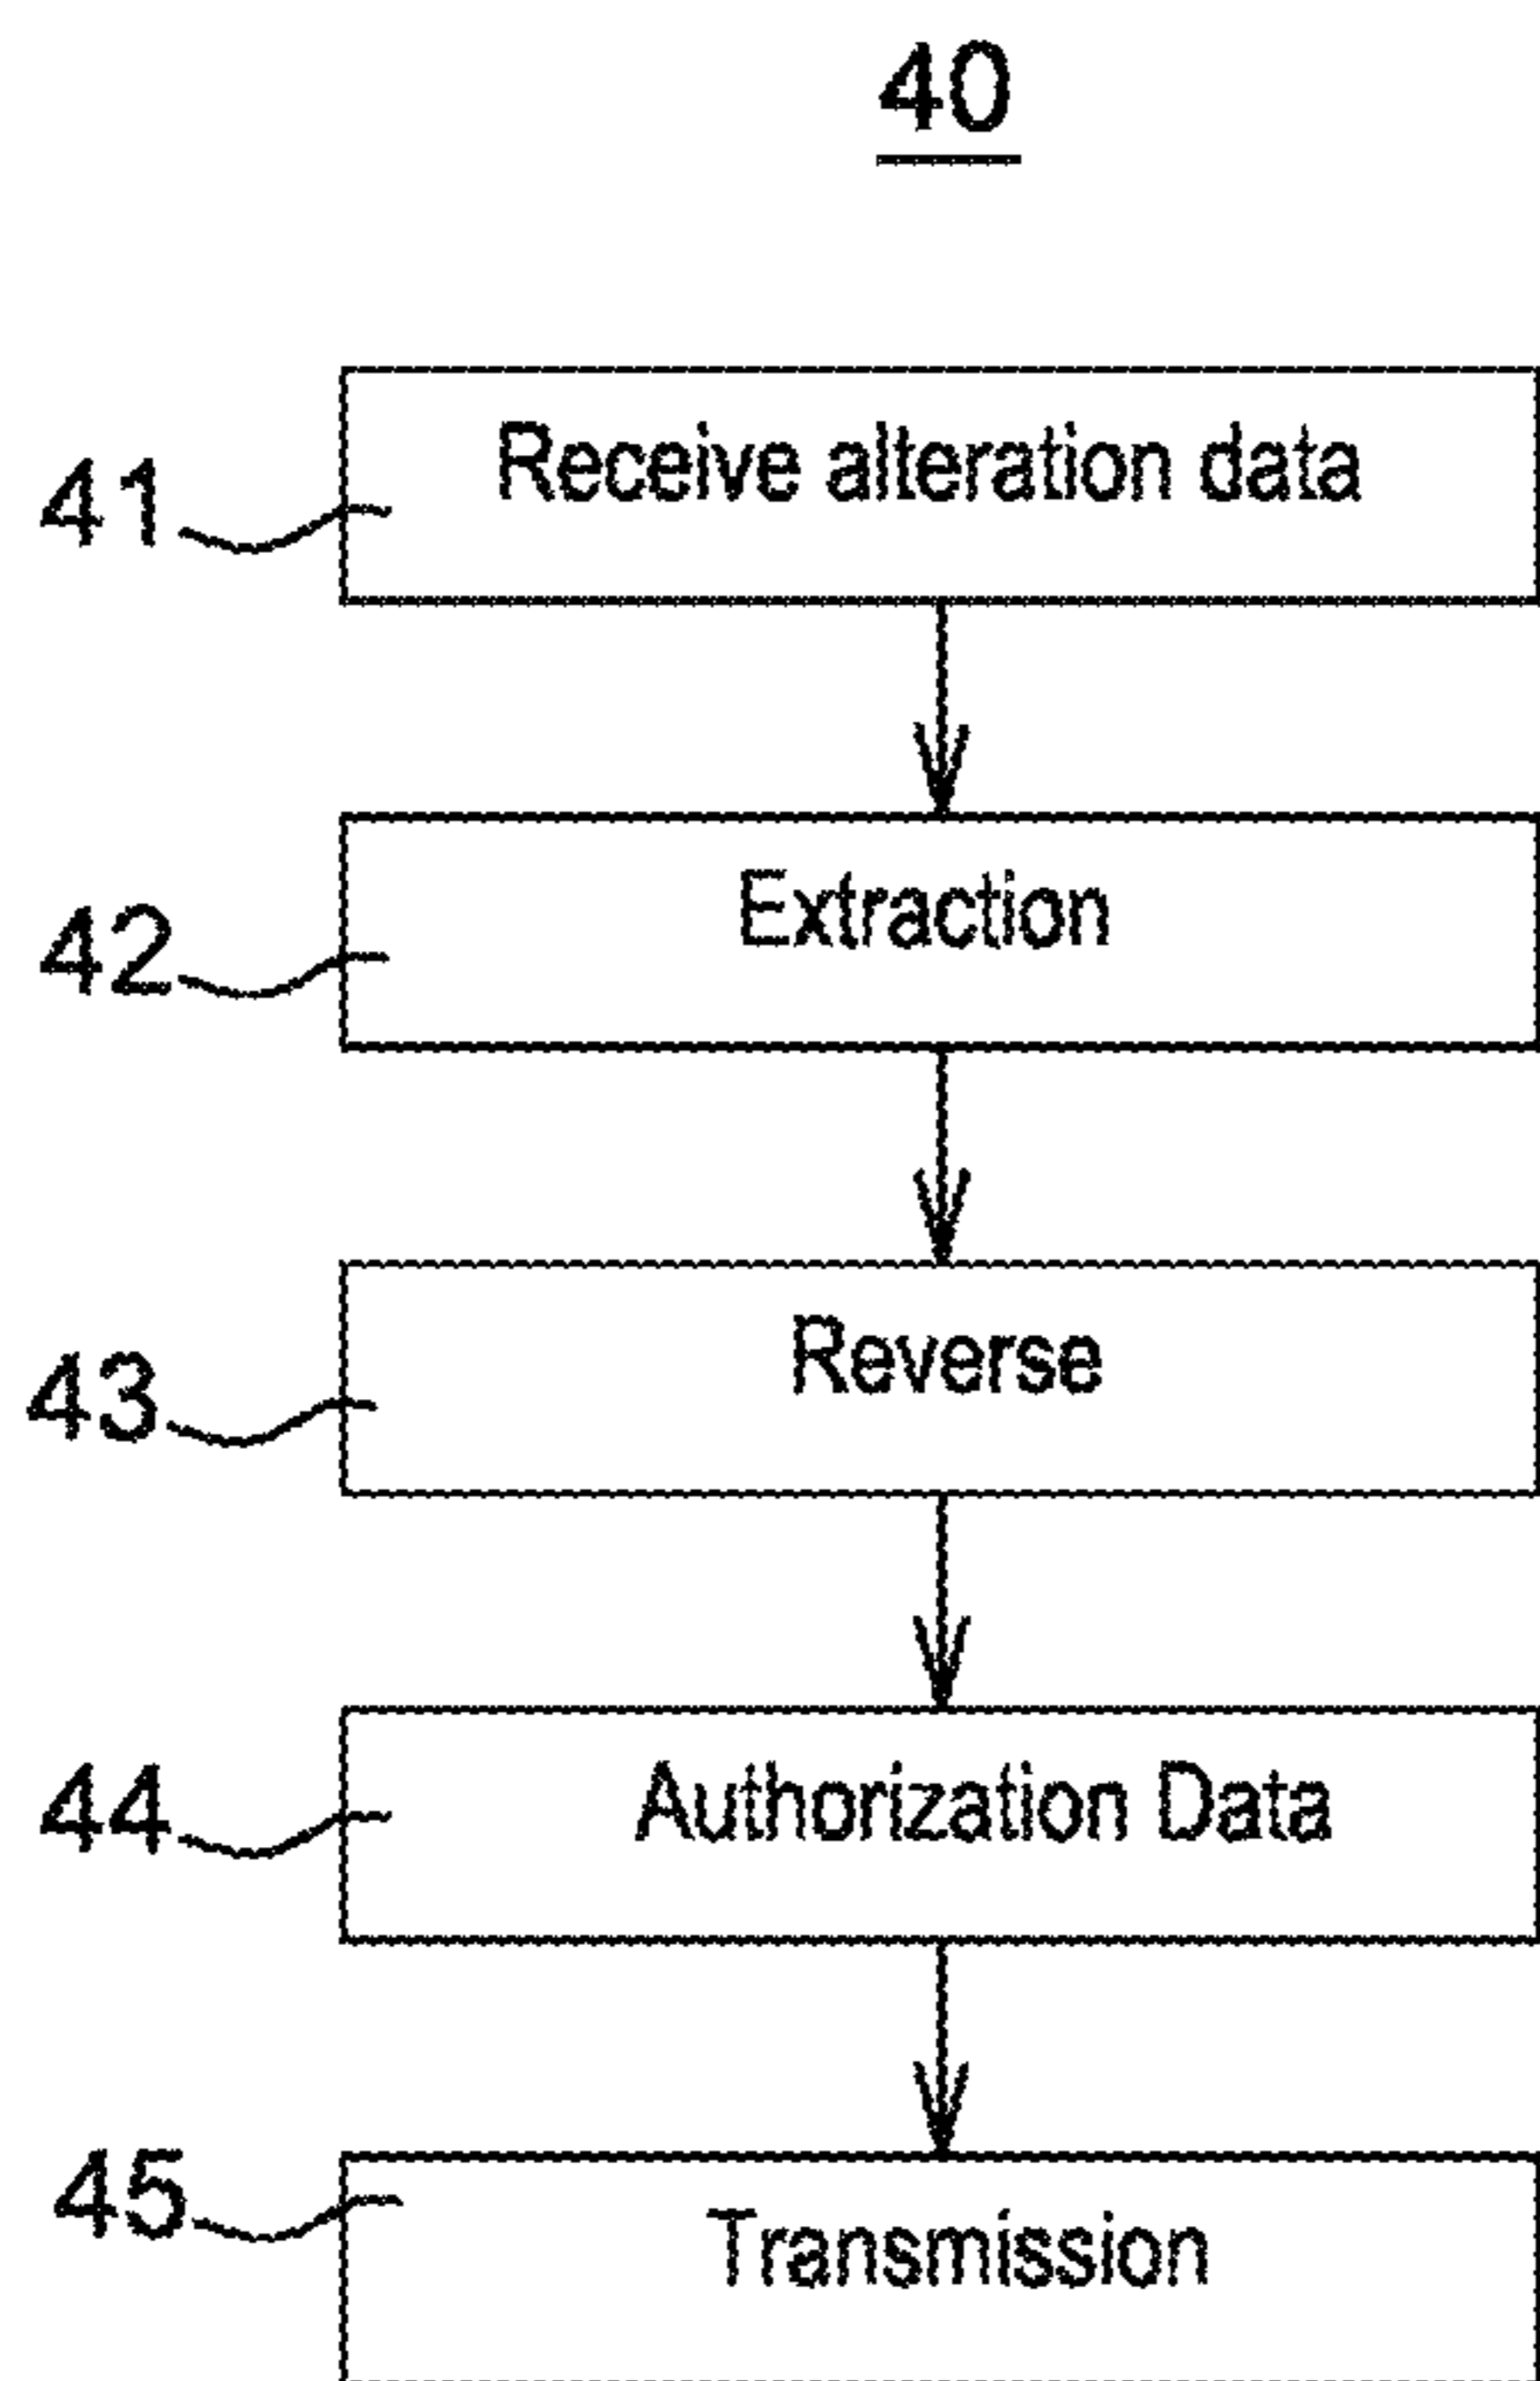 40
41 Receive alteration data
42 Extraction
43 Reverse
44 Authorization Data
45 Transmission